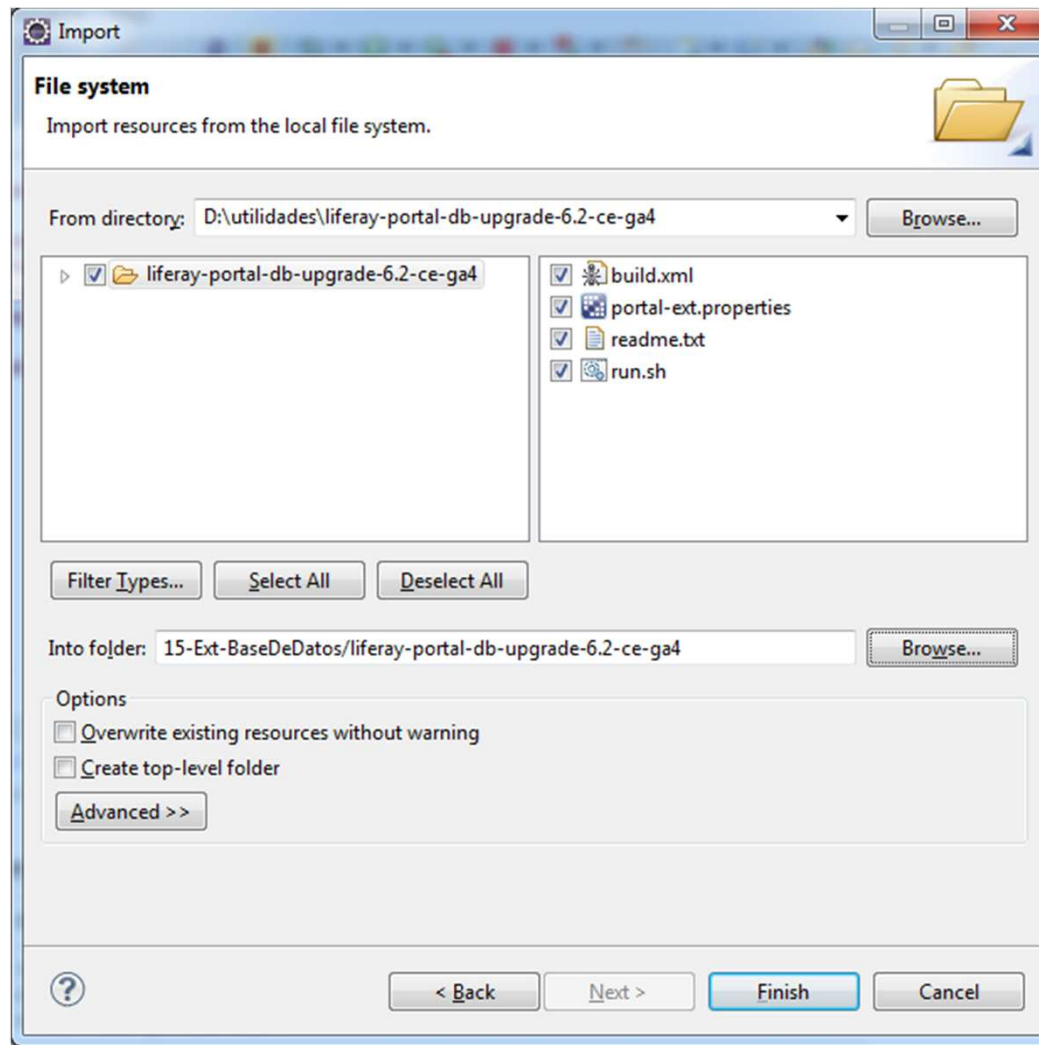 Import
File system
Import resources from the local file system.
From directory: D:\utilidades\liferay-portal-db-upgrade-6.2-ce-ga4 Browse...
liferay-portal-db-upgrade-6.2-ce-ga4
build.xml
portal-ext.properties
readme.txt
run.sh
Filter Types... Select All Deselect All
Into folder: 15-Ext-BaseDeDatos/liferay-portal-db-upgrade-6.2-ce-ga4 Browse...
Options
Overwrite existing resources without warning
Create top-level folder
Advanced >>
? < Back Next > Finish Cancel